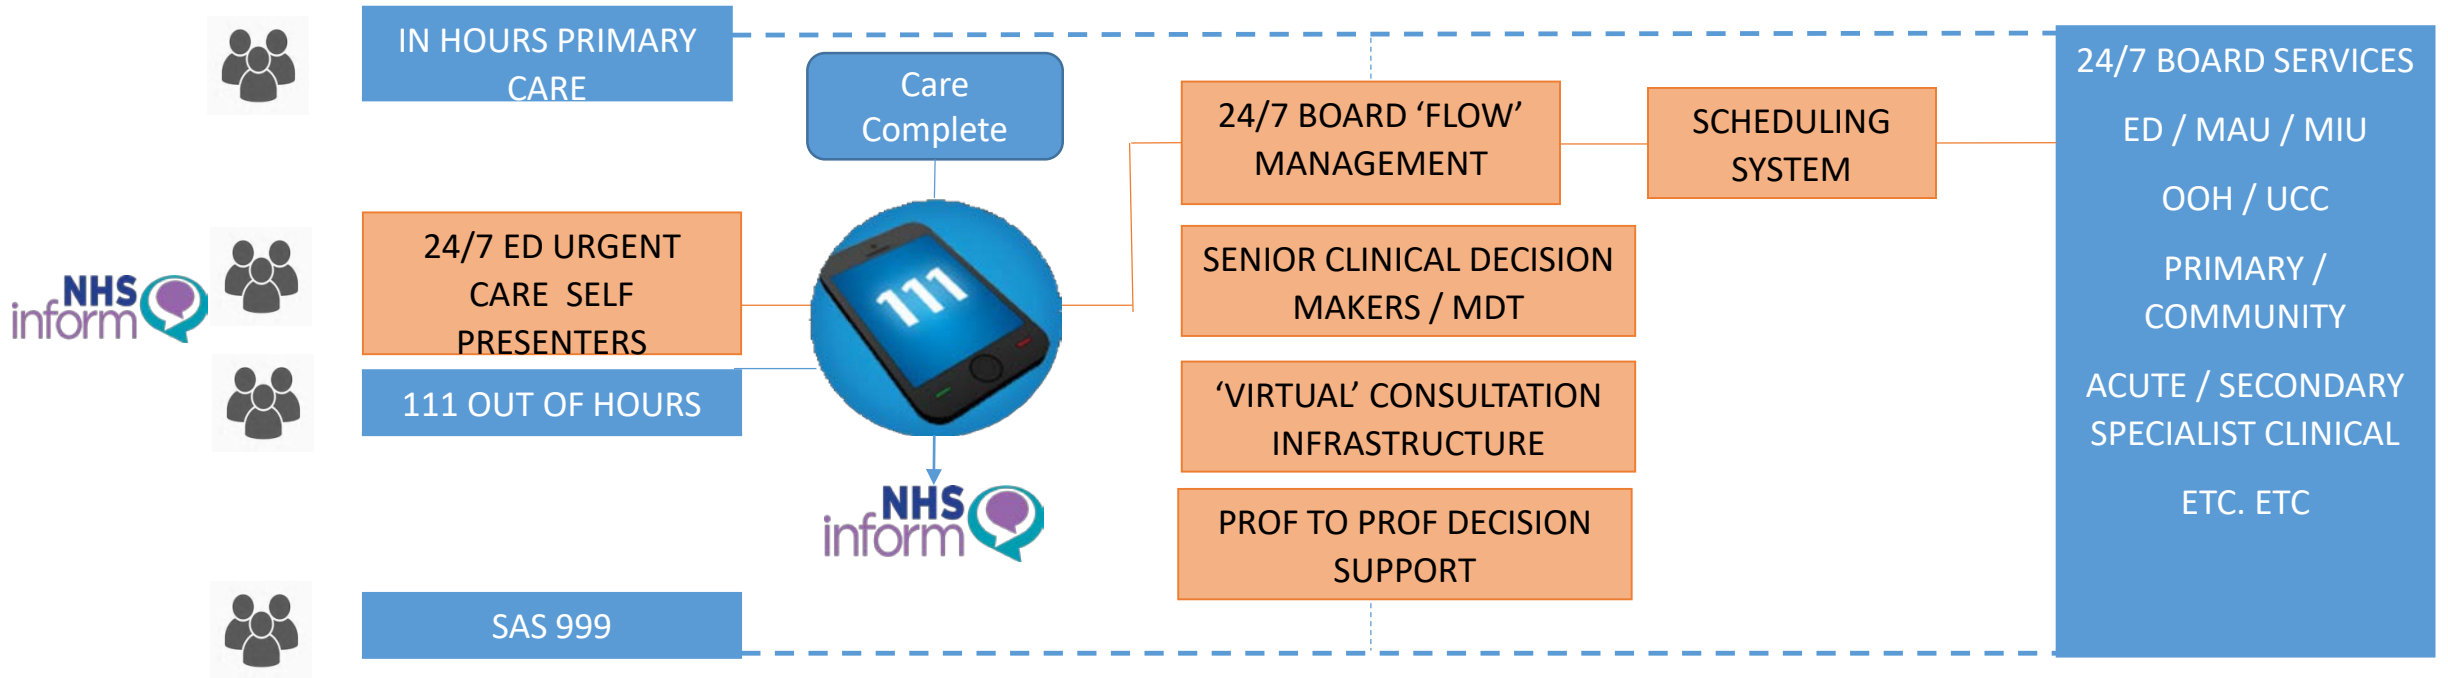 IN HOURS PRIMARY
CARE
Care
Complete
24/7 ED URGENT
CARE SELF
PRESENTERS
NHS
inform
111 OUT OF HOURS
SAS 999
111
NHS
inform
24/7 BOARD ‘FLOW’
MANAGEMENT
SENIOR CLINICAL DECISION
MAKERS / MDT
‘VIRTUAL’ CONSULTATION
INFRASTRUCTURE
PROF TO PROF DECISION
SUPPORT
SCHEDULING
SYSTEM
24/7 BOARD SERVICES
ED / MAU / MIU
OOH / UCC
PRIMARY /
COMMUNITY
ACUTE / SECONDARY
SPECIALIST CLINICAL
ETC. ETC